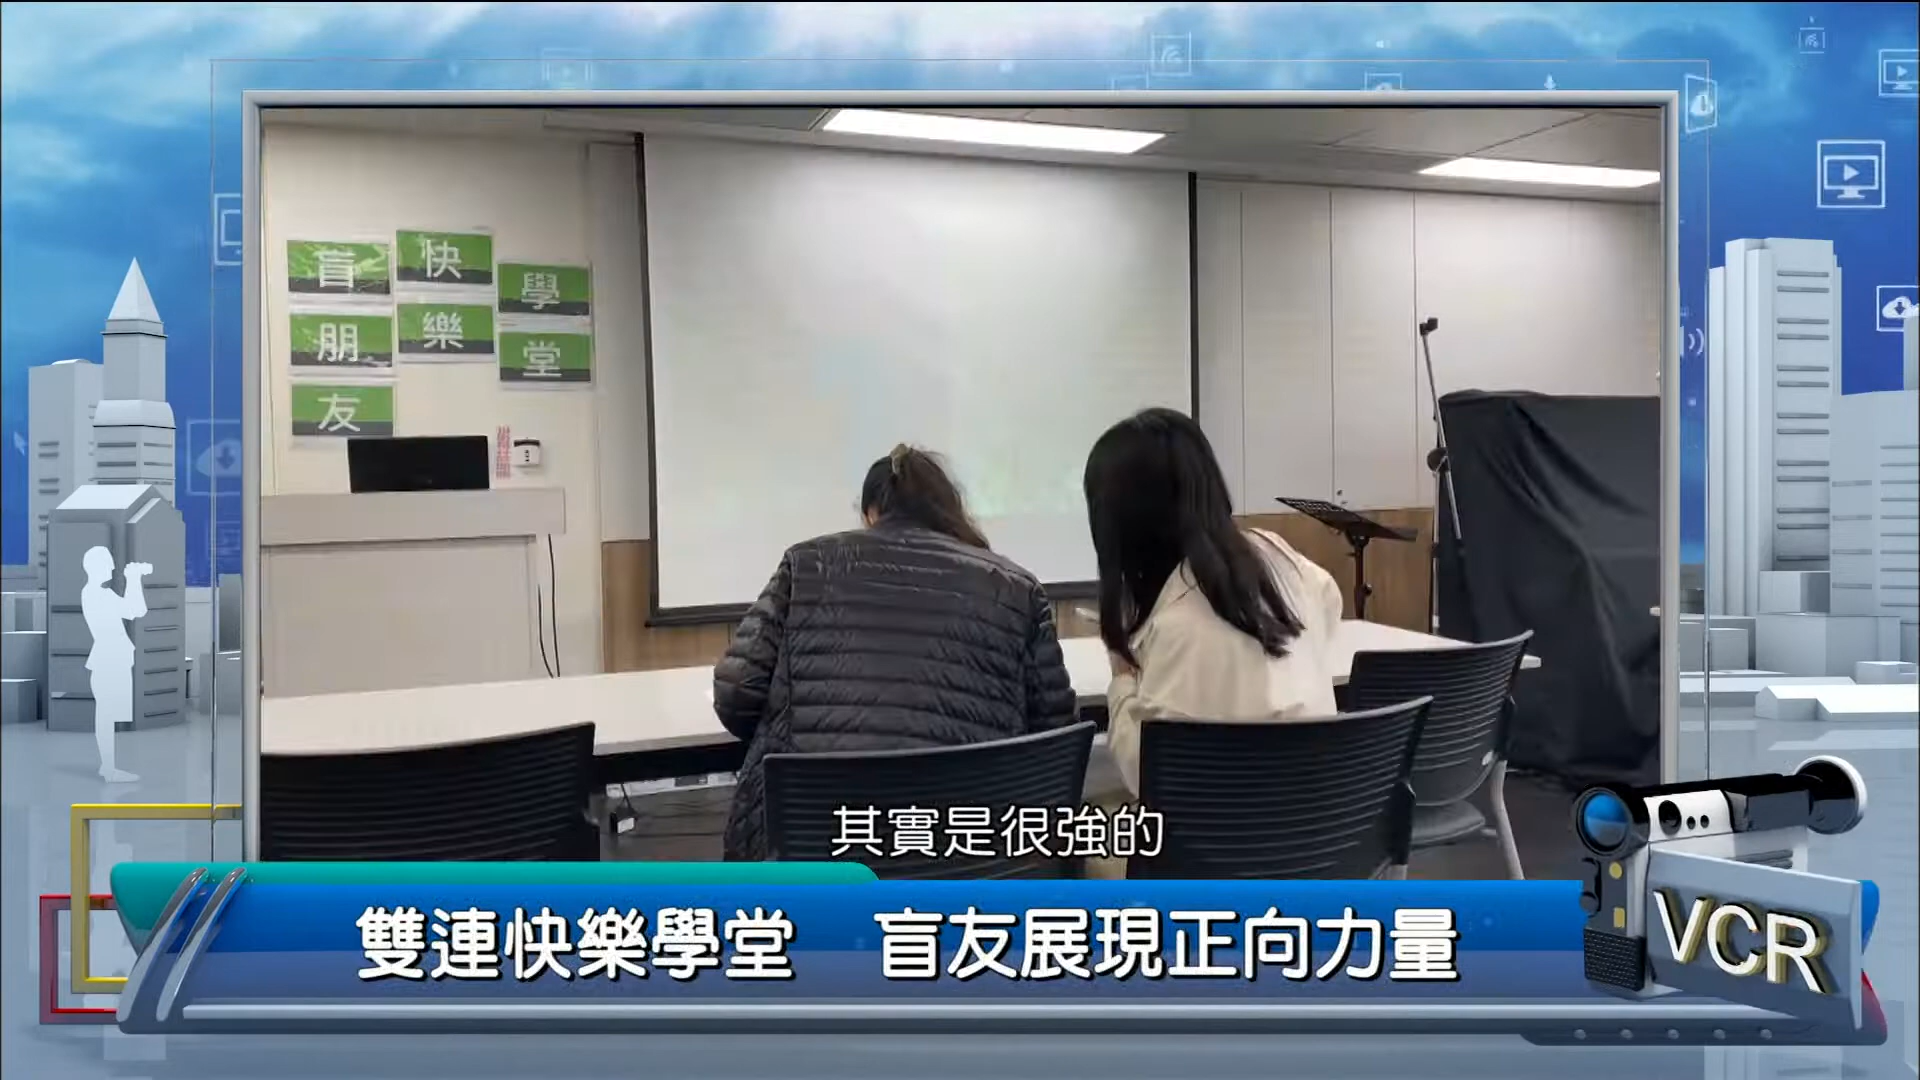 盲朋友
快樂
學堂
其實是很強的
雙連快樂學堂 盲友展現正向力量
VCR